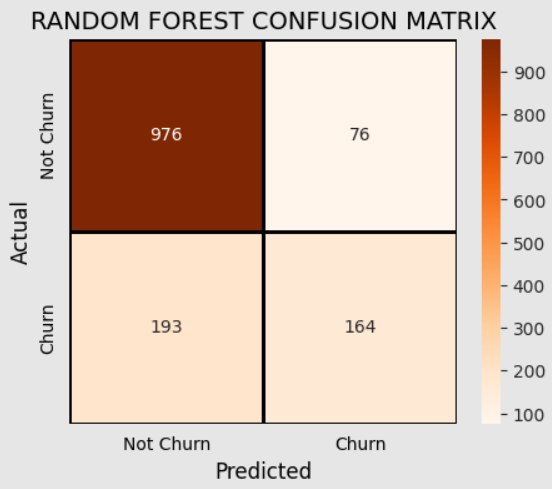 RANDOM FOREST CONFUSION MATRIX
Actual
Not Churn
Churn
976
76
193
164
Not Churn
Churn
Predicted
900
800
700
600
500
400
300
200
100